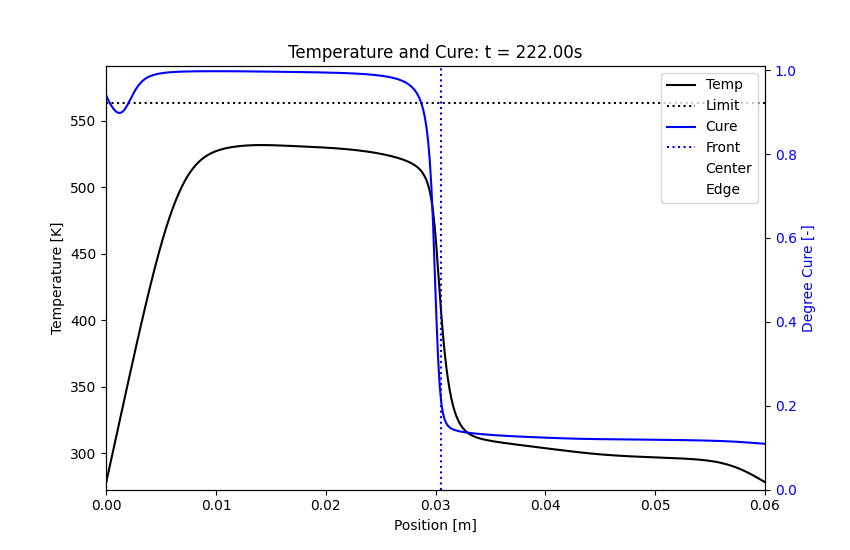 Temperature and Cure: t = 222.00s
Temp
Limit
Cure
Front
Center
Edge
Temperature [K]
550
500
450
400
350
300
Degree Cure [-]
1.0
0.8
0.6
0.4
0.2
0.0
0.00 0.01 0.02 0.03 0.04 0.05 0.06
Position [m]